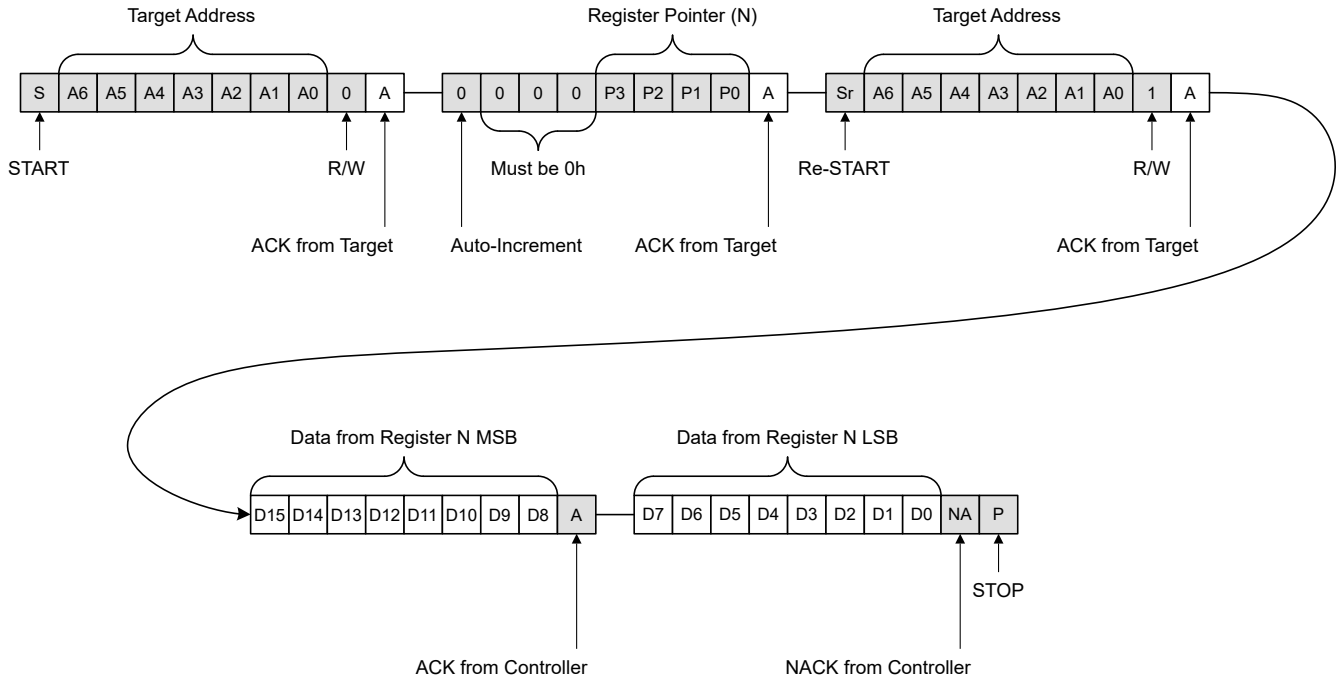 Target Address
Register Pointer (N)
Target Address
S A6 A5 A4 A3 A2 A1 A0 0 A
0 0 0 0 P3 P2 P1 P0 A
Sr A6 A5 A4 A3 A2 A1 A0 1 A
START
R/W
Must be 0h
Re-START
R/W
ACK from Target
Auto-Increment
ACK from Target
ACK from Target
Data from Register N MSB
Data from Register N LSB
D15 D14 D13 D12 D11 D10 D9 D8 A
D7 D6 D5 D4 D3 D2 D1 D0 NA P
STOP
ACK from Controller
NACK from Controller